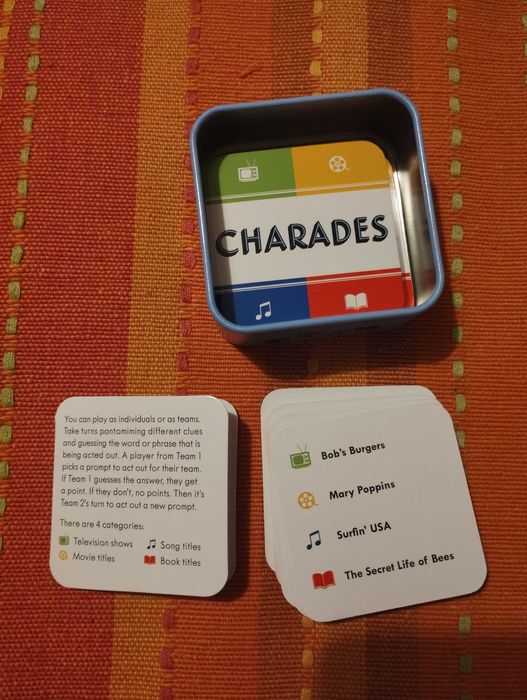 CHARADES
You can play as individuals or as teams.
Take turns pantomiming different clues
and guessing the word or phrase that is
being acted out. A player from Team 1
picks a prompt to act out for their team.
If Team 1 guesses the answer, they get
a point. If they don't, no points. Then it's
Team 2's turn to act out a new prompt.
There are 4 categories:
Television shows
Song titles
Movie titles
Book titles
Bob's Burgers
Mary Poppins
Surfin' USA
The Secret Life of Bees